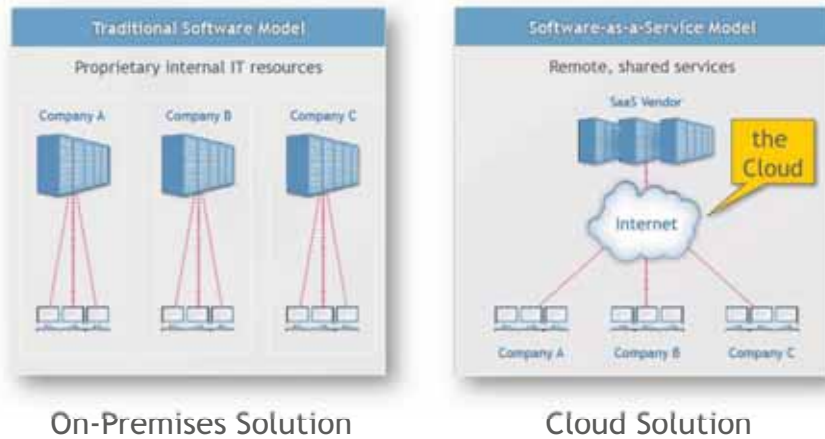 Traditional Software Model
Proprietary internal IT resources
Company A Company B Company C
On-Premises Solution
Software-as-a-Service Model
Remote, shared services
SaaS Vendor
the
Cloud
Internet
Company A Company B Company C
Cloud Solution